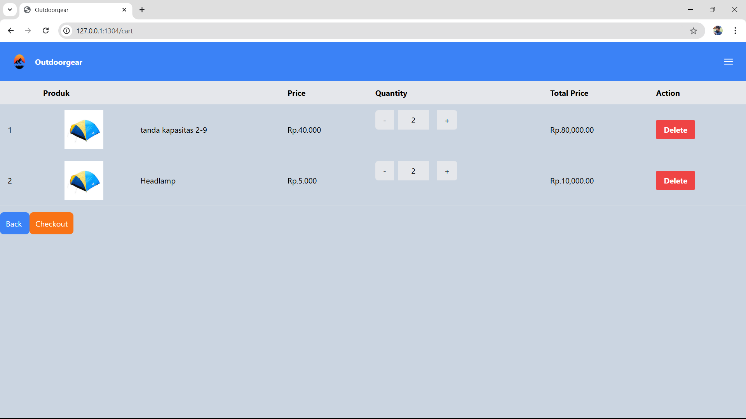 Outdoorgear
127.0.0.1:1304/cart
Outdoorgear
Produk Price Quantity Total Price Action
1 tanda kapasitas 2-9 Rp.40.000 - 2 + Rp.80,000.00 Delete
2 Headlamp Rp.5.000 - 2 + Rp.10,000.00 Delete
Back Checkout